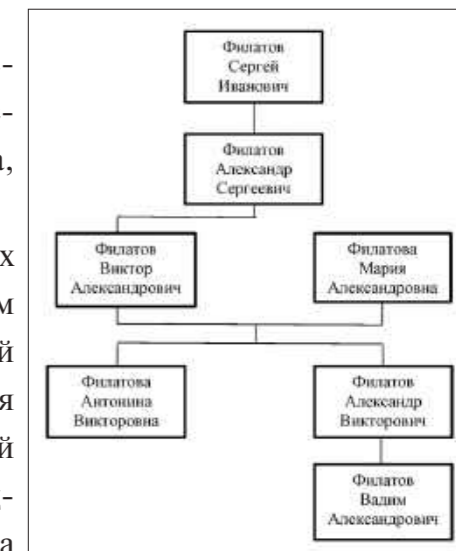 Филатов
Сергей
Иванович
Филатов
Александр
Сергеевич
Филатов
Виктор
Александрович
Филатова
Мария
Александровна
Филатова
Антонина
Викторовна
Филатов
Александр
Викторович
Филатов
Вадим
Александрович
х
м
й
я
й
а